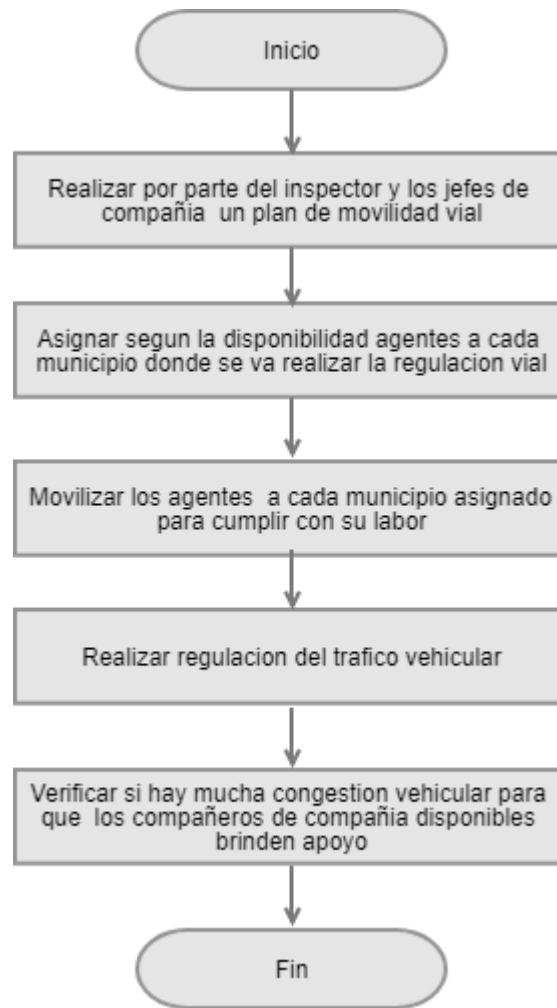 Inicio
Realizar por parte del inspector y los jefes de
compañia un plan de movilidad vial
Asignar segun la disponibilidad agentes a cada
municipio donde se va realizar la regulacion vial
Movilizar los agentes a cada municipio asignado
para cumplir con su labor
Realizar regulacion del trafico vehicular
Verificar si hay mucha congestion vehicular para
que los compañeros de compañia disponibles
brinden apoyo
Fin